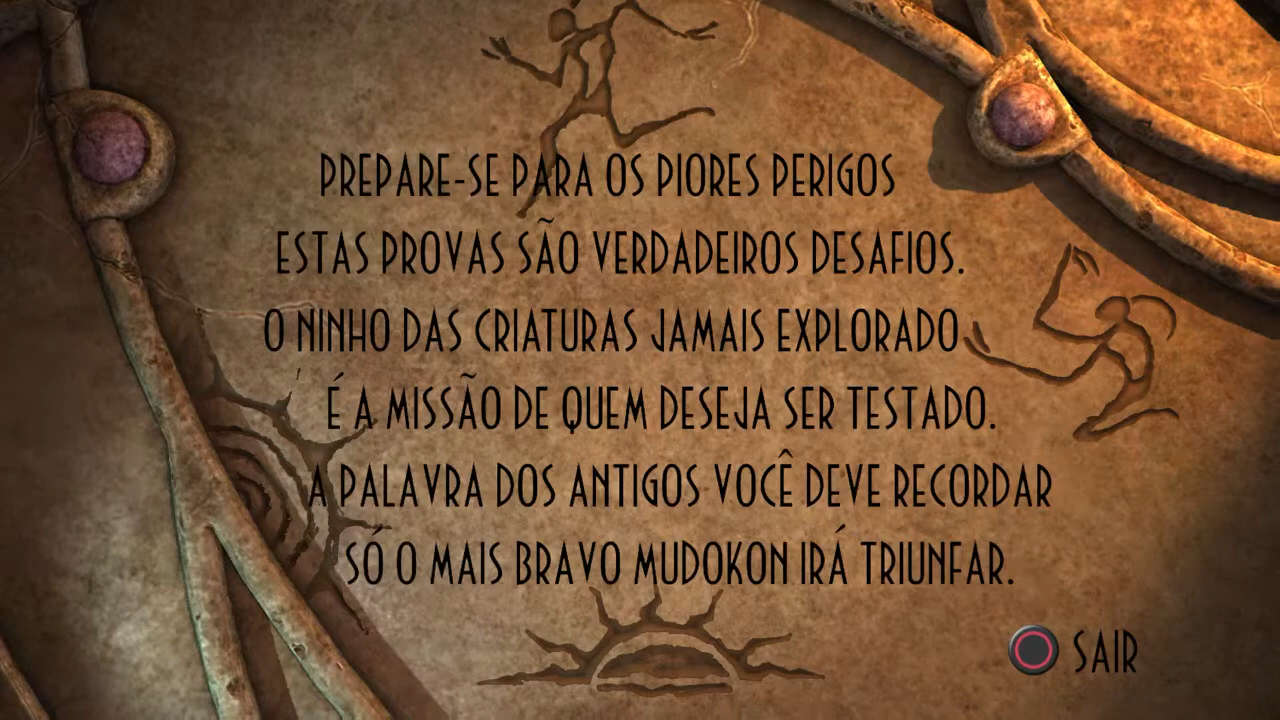 PREPARE-SE PARA OS PIORES PERIGOS
ESTAS PROVAS SÃO VERDADEIROS DESAFIOS.
O NINHO DAS CRIATURAS JAMAIS EXPLORADO
É A MISSÃO DE QUEM DESEJA SER TESTADO.
A PALAVRA DOS ANTIGOS VOCÊ DEVE RECORDAR
SÓ O MAIS BRAVO MUDOKON IRÁ TRIUNFAR.
SAIR